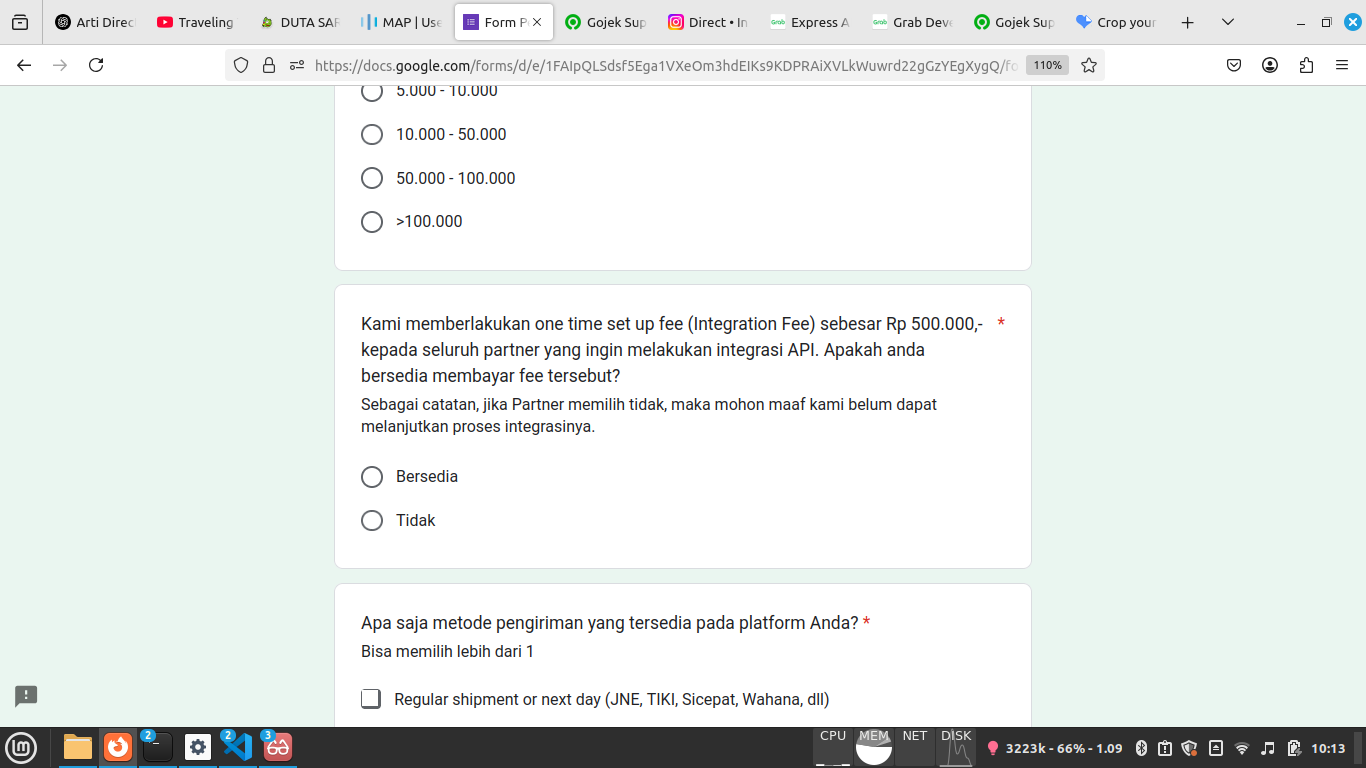 Arti Direc
Traveling
DUTA SAR
MAP | Use
Form P
Gojek Sup
Direct • In
Grab
Express A
Grab
Grab Deve
Gojek Sup
Crop your
https://docs.google.com/forms/d/e/1FAIpQLSdsf5Ega1VXeOm3hdEIKs9KDPRAiXVLkWuwrd22gGzYEgXygQ/fo
110%
5.000 - 10.000
10.000 - 50.000
50.000 - 100.000
>100.000
Kami memberlakukan one time set up fee (Integration Fee) sebesar Rp 500.000,- *
kepada seluruh partner yang ingin melakukan integrasi API. Apakah anda
bersedia membayar fee tersebut?
Sebagai catatan, jika Partner memilih tidak, maka mohon maaf kami belum dapat
melanjutkan proses integrasinya.
Bersedia
Tidak
Apa saja metode pengiriman yang tersedia pada platform Anda? *
Bisa memilih lebih dari 1
Regular shipment or next day (JNE, TIKI, Sicepat, Wahana, dll)
2
2
3
CPU
MEM
NET
DISK
3223k - 66% - 1.09
10:13